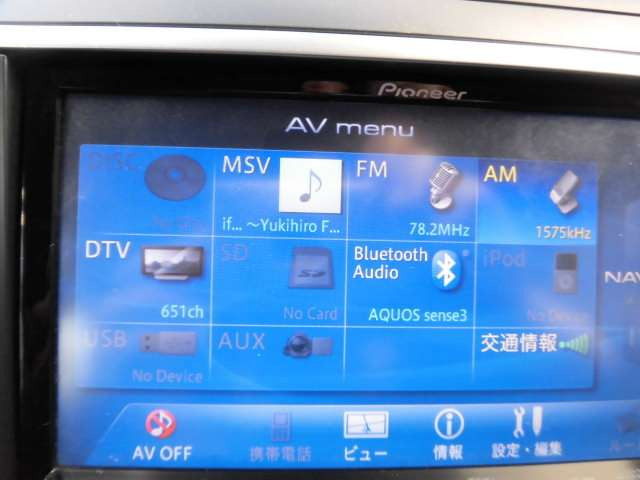 Pioneer
AV menu
DISC
MSV
if... ～Yukihiro F...
FM
78.2MHz
AM
1575kHz
DTV
651ch
SD
No Card
Bluetooth
Audio
AQUOS sense3
iPod
No Device
USB
No Device
AUX
交通情報
AV OFF
携帯電話
ビュー
情報
設定・編集